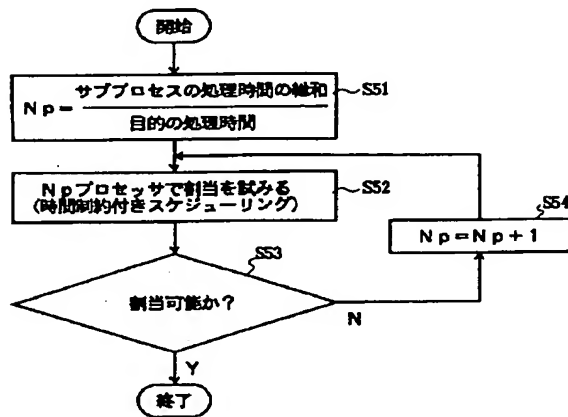 開始
サブプロセスの処理時間の総和
Np=
目的の処理時間
S51
Npプロセッサで割当を試みる
(時間制約付きスケジューリング)
S52
S54
Np=Np+1
S53
割当可能か?
N
Y
終了